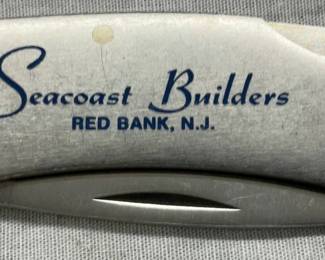 Seacoast Builders
RED BANK, N.J.